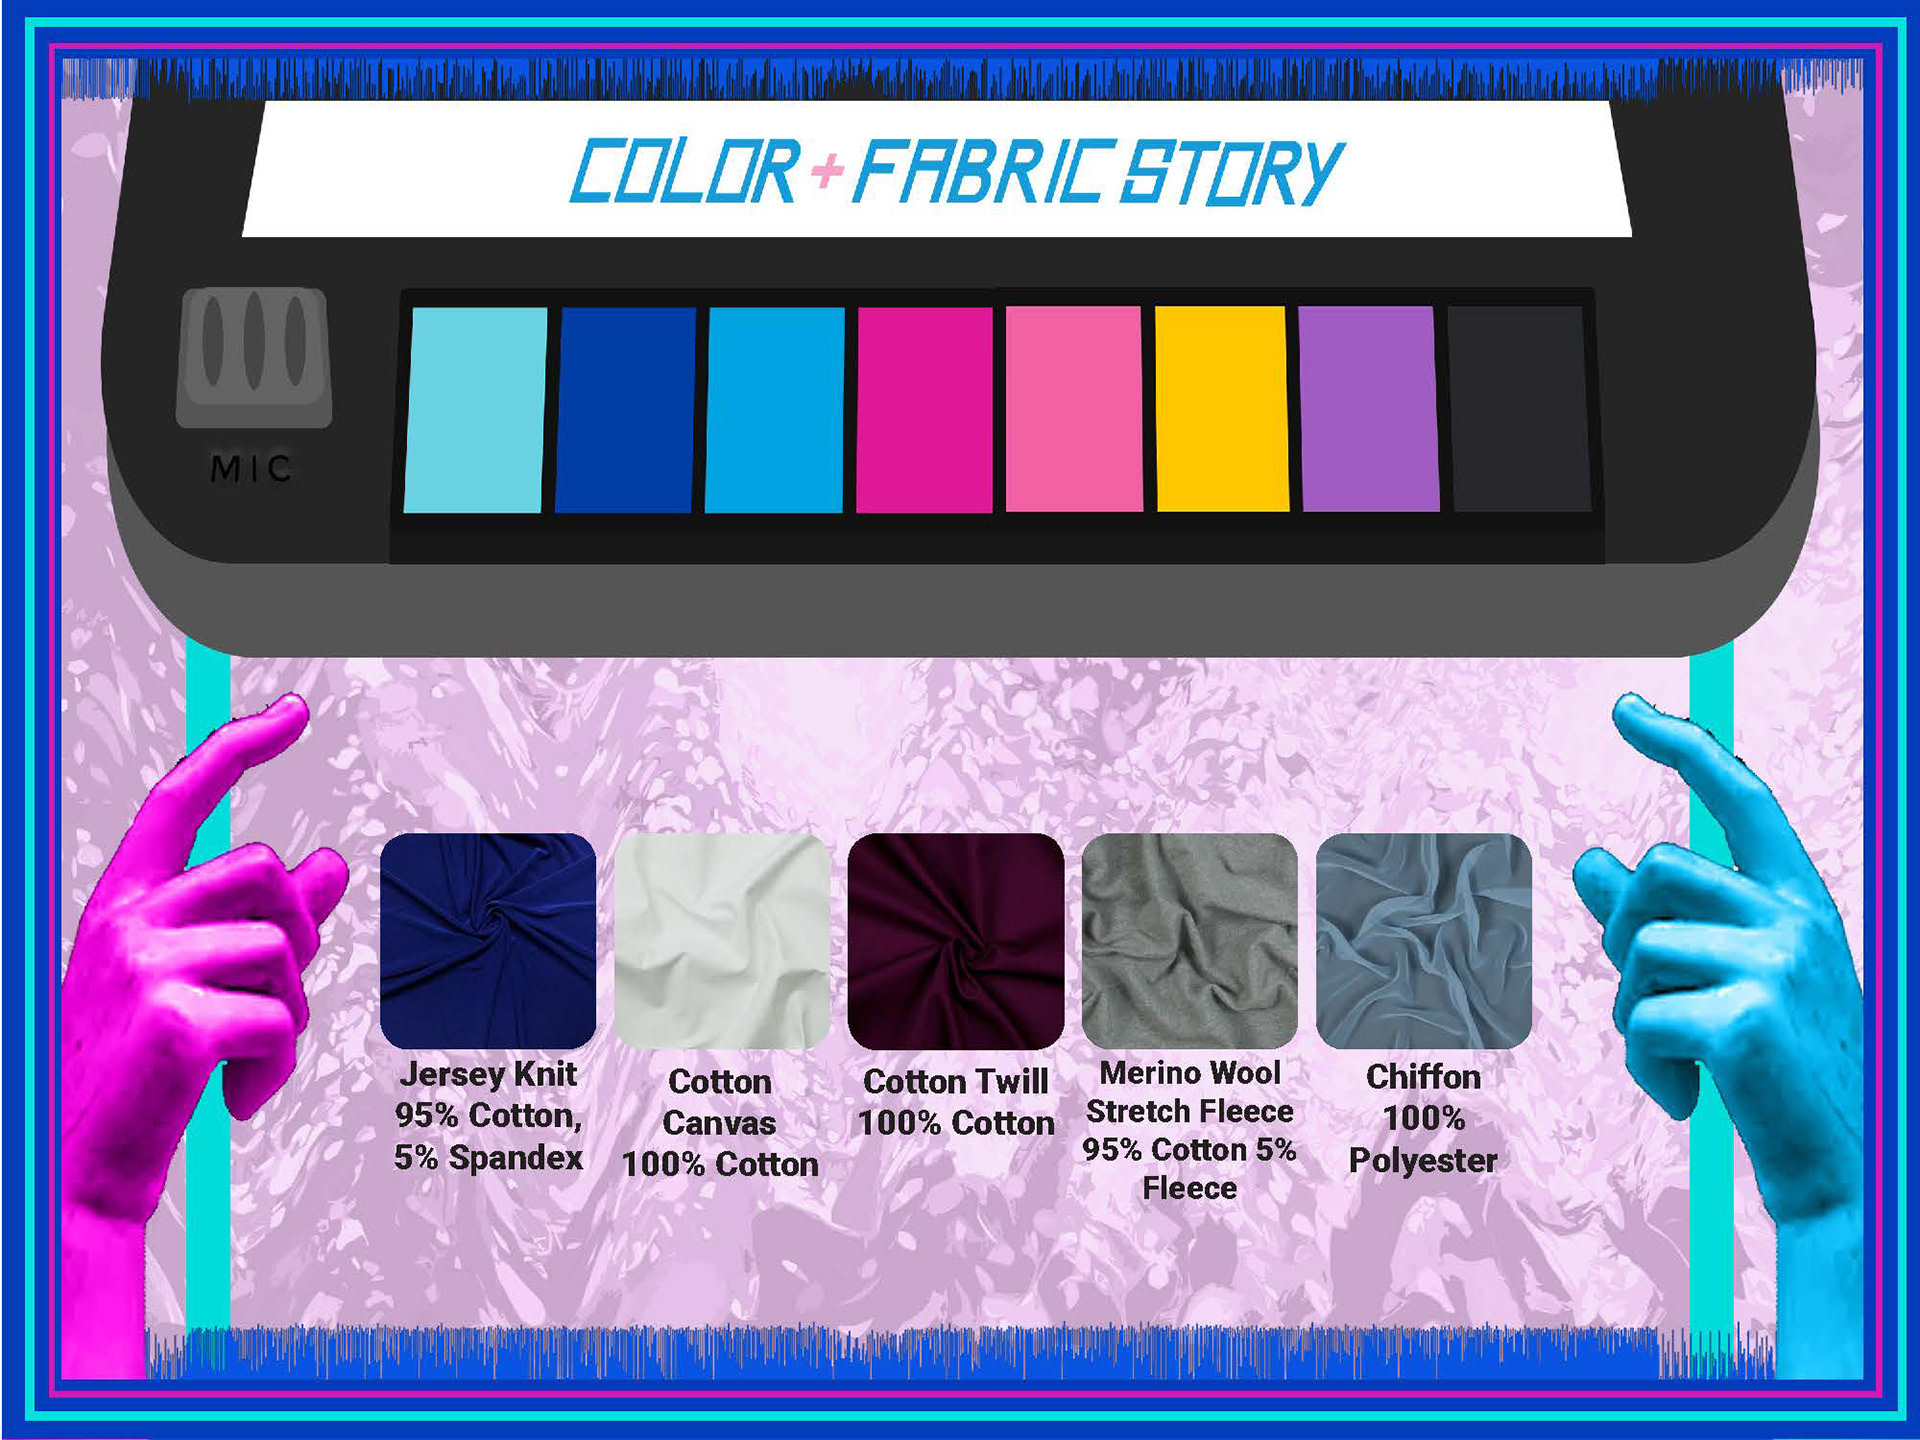 COLOR + FABRIC STORY
MIC
Jersey Knit
95% Cotton,
5% Spandex
Cotton
Canvas
100% Cotton
Cotton Twill
100% Cotton
Merino Wool
Stretch Fleece
95% Cotton 5%
Fleece
Chiffon
100%
Polyester